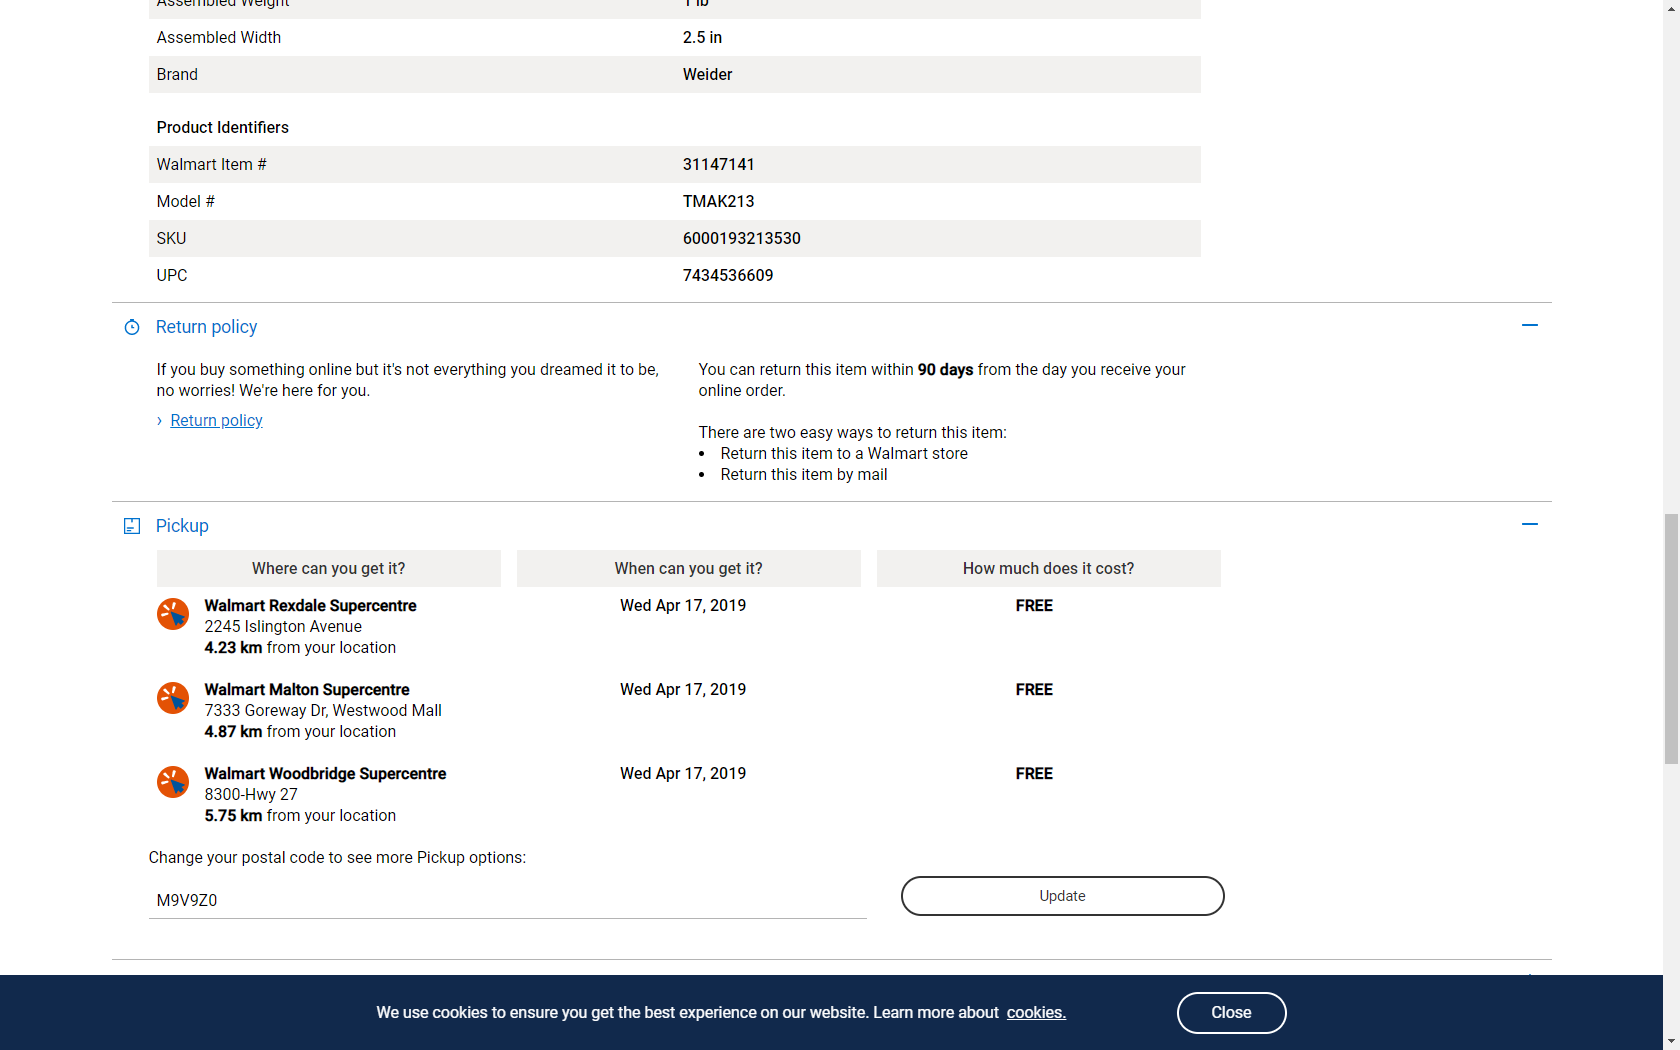 Assembled Weight 1 lb
Assembled Width 2.5 in
Brand Weider
Product Identifiers
Walmart Item # 31147141
Model # TMAK213
SKU 6000193213530
UPC 7434536609
Return policy
If you buy something online but it's not everything you dreamed it to be,
no worries! We're here for you.
› Return policy
You can return this item within 90 days from the day you receive your
online order.
There are two easy ways to return this item:
• Return this item to a Walmart store
• Return this item by mail
Pickup
Where can you get it? When can you get it? How much does it cost?
Walmart Rexdale Supercentre Wed Apr 17, 2019 FREE
2245 Islington Avenue
4.23 km from your location
Walmart Malton Supercentre Wed Apr 17, 2019 FREE
7333 Goreway Dr, Westwood Mall
4.87 km from your location
Walmart Woodbridge Supercentre Wed Apr 17, 2019 FREE
8300-Hwy 27
5.75 km from your location
Change your postal code to see more Pickup options:
M9V9Z0 Update
We use cookies to ensure you get the best experience on our website. Learn more about cookies. Close